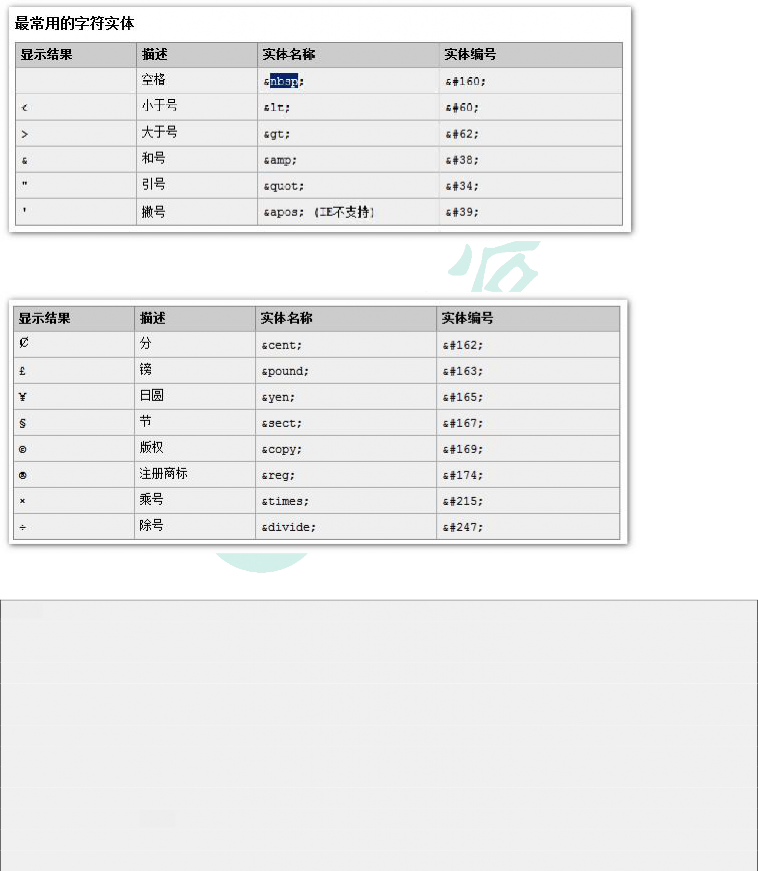 最常用的字符实体
显示结果 描述 实体名称 实体编号
空格 &nbsp; &#160;
< 小于号 &lt; &#60;
> 大于号 &gt; &#62;
& 和号 &amp; &#38;
" 引号 &quot; &#34;
' 撇号 &apos; (IE不支持) &#39;
显示结果 描述 实体名称 实体编号
¢ 分 &cent; &#162;
£ 镑 &pound; &#163;
¥ 日圆 &yen; &#165;
§ 节 &sect; &#167;
© 版权 &copy; &#169;
® 注册商标 &reg; &#174;
× 乘号 &times; &#215;
÷ 除号 &divide; &#247;